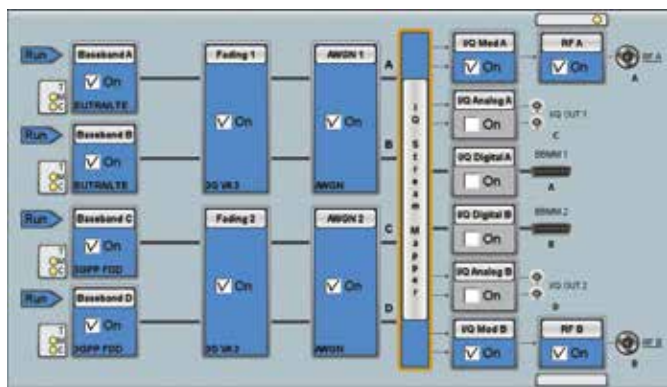 Run
Baseband A
On
EUTRA/LTE
Run
Baseband B
On
EUTRA/LTE
Run
Baseband C
On
3GPP FDD
Run
Baseband D
On
3GPP FDD
Fading 1
On
Fading 2
On
AWGN 1
On
AWGN
AWGN 2
On
AWGN
A
B
C
D
IQ Stream Mapper
I/Q Mod A
On
I/Q Analog A
On
I/Q Digital A
On
I/Q Digital B
On
I/Q Analog B
On
I/Q Mod B
On
RF A
On
RF B
On
RF A
A
I/Q OUT 1
C
BBMM 1
A
BBMM 2
B
I/Q OUT 2
D
RF B
B